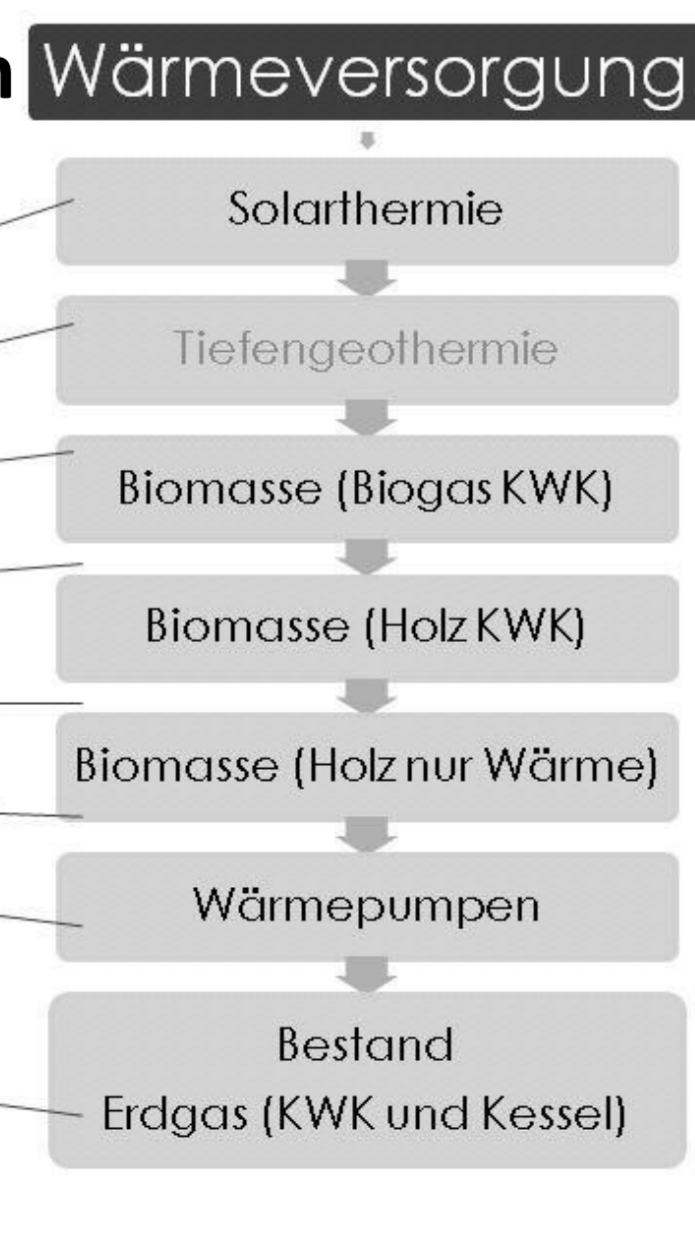 n Wärmeversorgung
Solarthermie
Tiefengeothermie
Biomasse (Biogas KWK)
Biomasse (Holz KWK)
Biomasse (Holz nur Wärme)
Wärmepumpen
Bestand
Erdgas (KWK und Kessel)